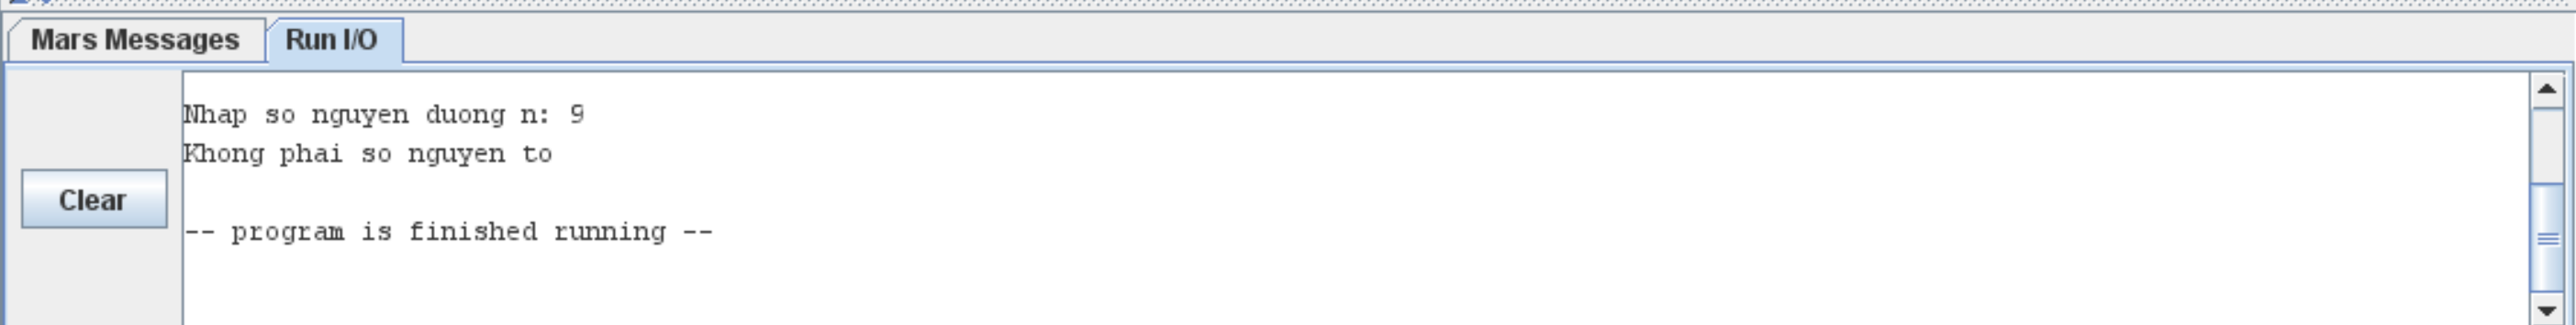 Mars Messages Run I/O
Nhap so nguyen duong n: 9
Khong phai so nguyen to
Clear
-- program is finished running --